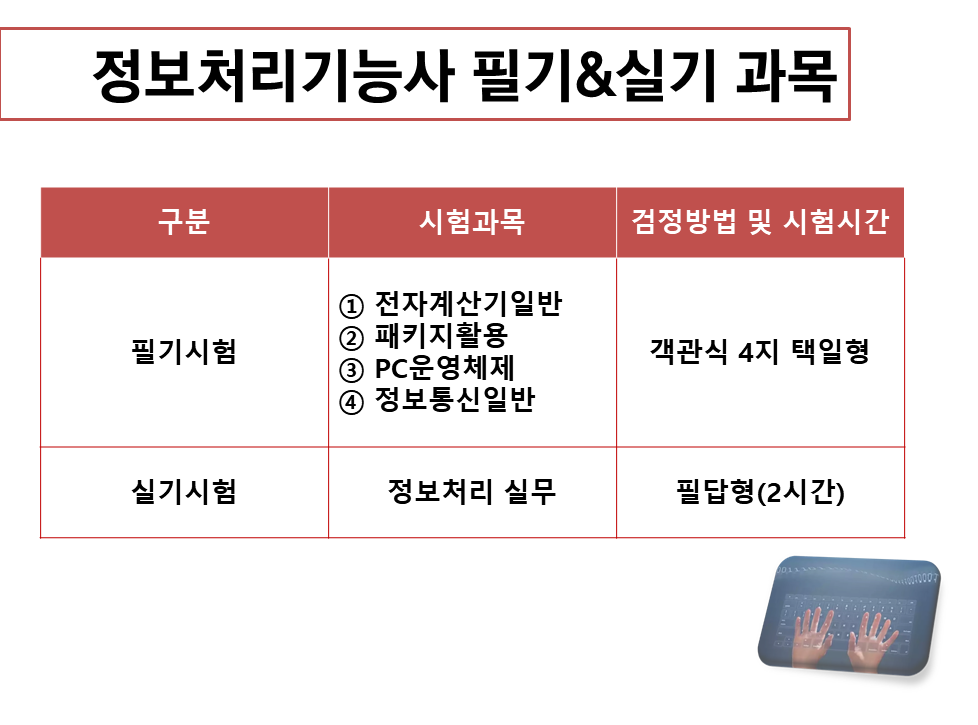 정보처리기능사 필기&실기 과목
구분
시험과목
검정방법 및 시험시간
필기시험
① 전자계산기일반
② 패키지활용
③ PC운영체제
④ 정보통신일반
객관식 4지 택일형
실기시험
정보처리 실무
필답형(2시간)